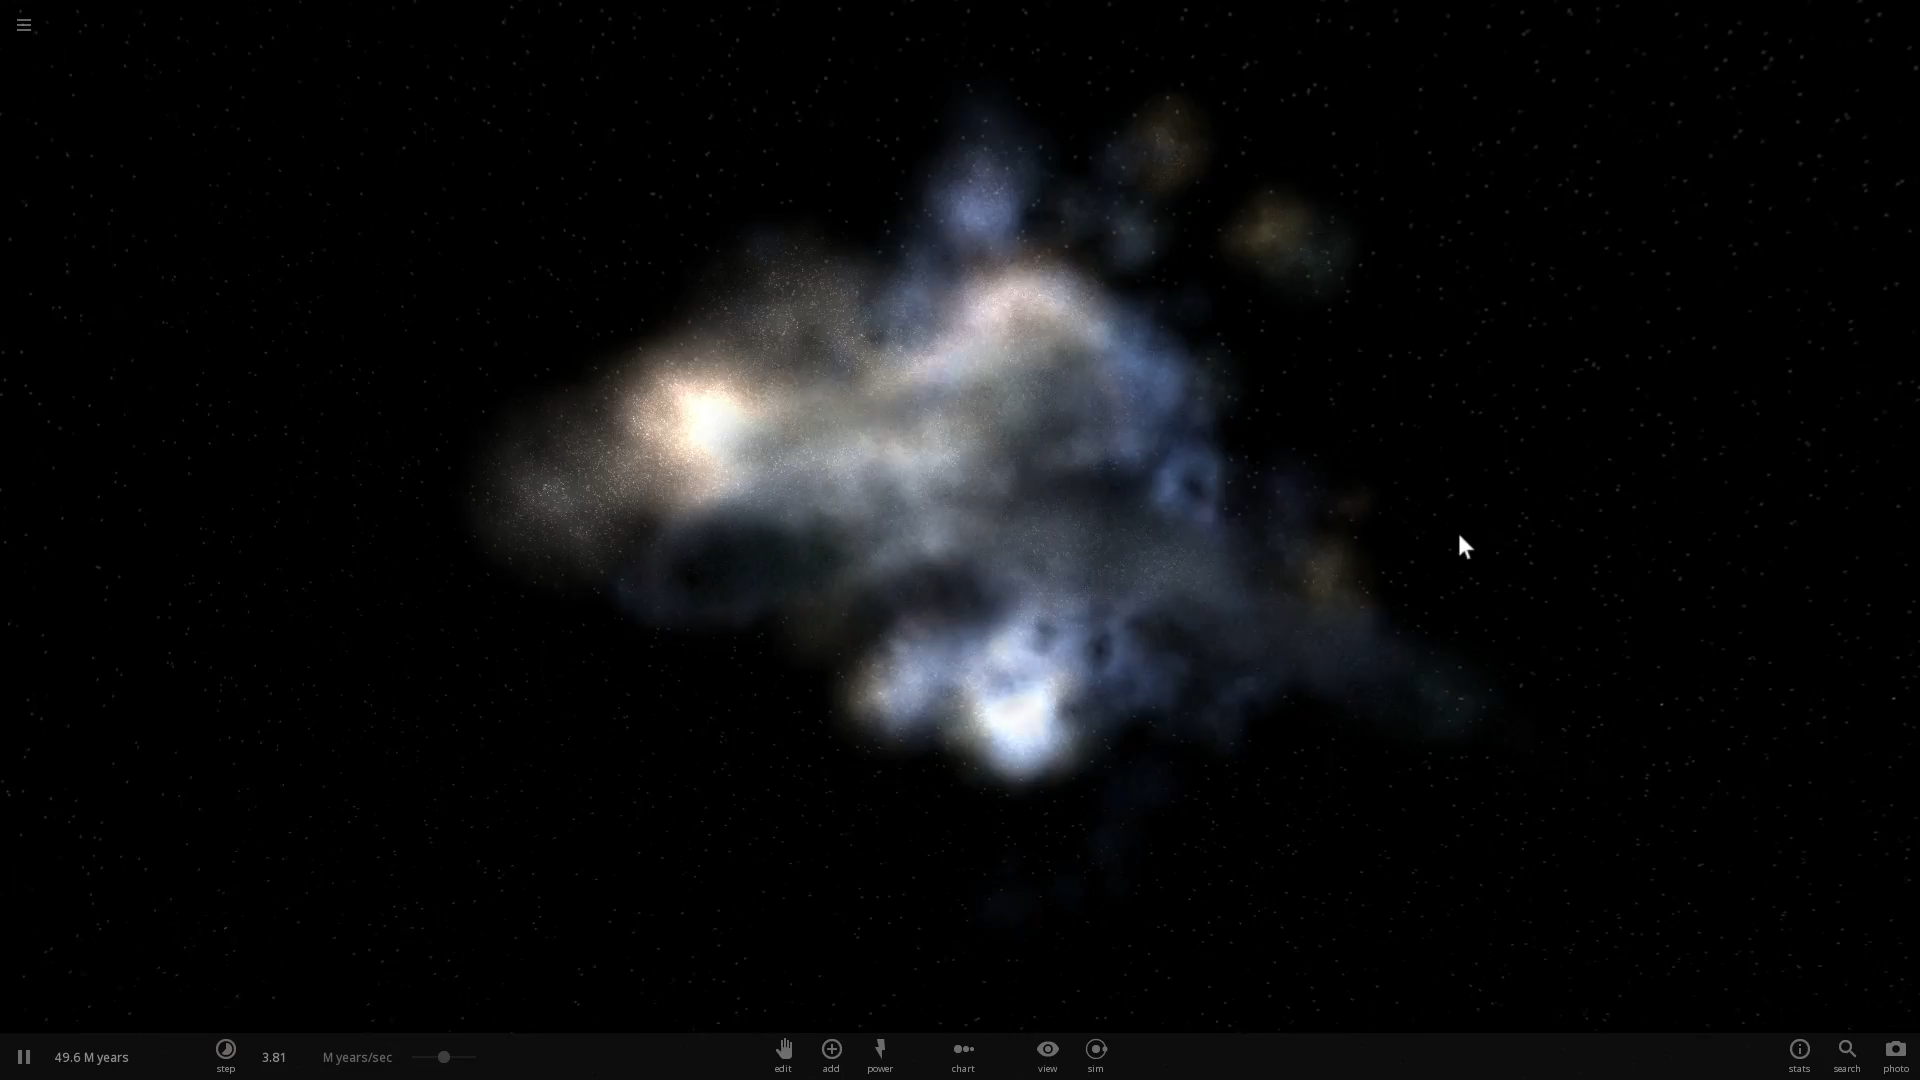 49.6 M years
step
3.81 M years/sec
edit
add
power
chart
view
sim
stats
search
photo